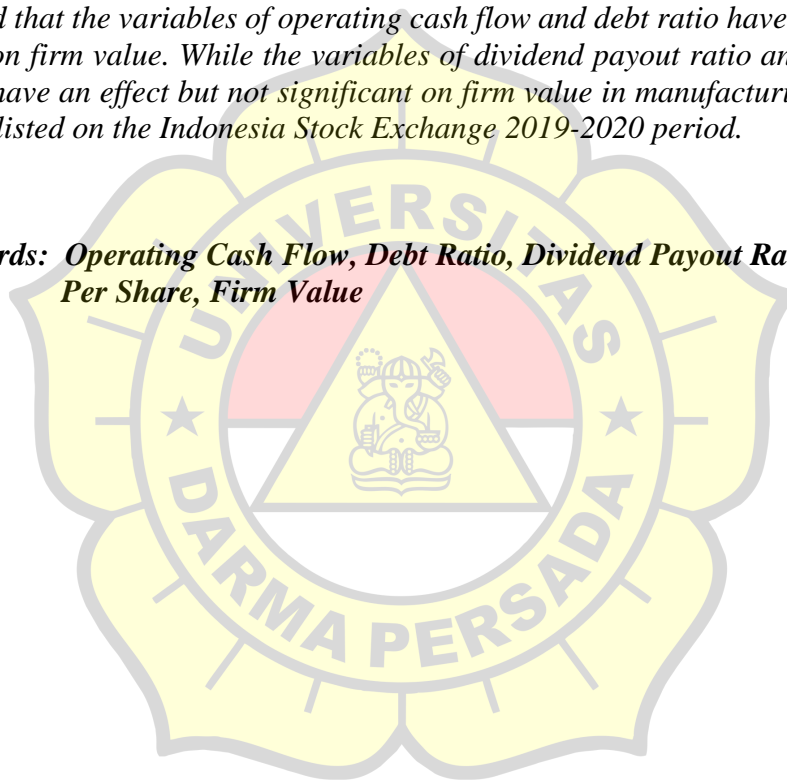 d that the variables of operating cash flow and debt ratio have
on firm value. While the variables of dividend payout ratio an
have an effect but not significant on firm value in manufacturi
listed on the Indonesia Stock Exchange 2019-2020 period.
rds: Operating Cash Flow, Debt Ratio, Dividend Payout Ra
Per Share, Firm Value
UNIVERSITAS
DARMA PERSADA